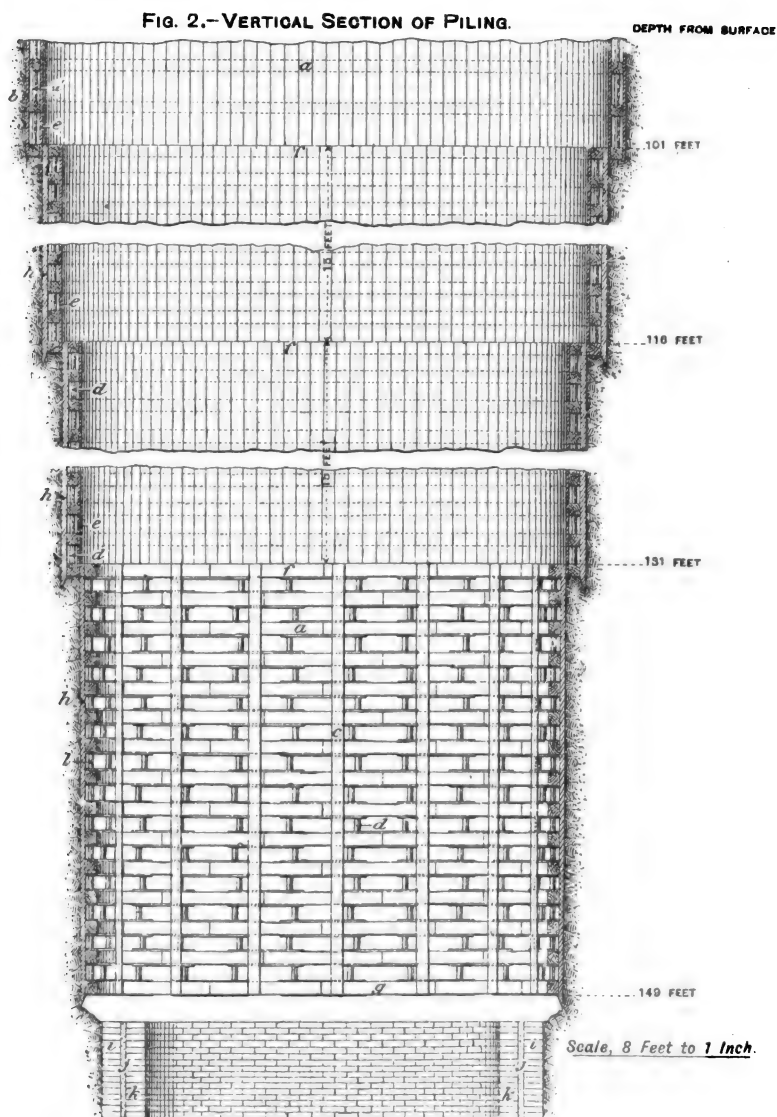 FIG. 2.–VERTICAL SECTION OF PILING.
DEPTH FROM SURFACE
a
b
e
101 FEET
f
15 FEET
h
e
116 FEET
f
d
15 FEET
h
e
d
131 FEET
f
a
h
c
l
d
g
149 FEET
i i
Scale, 8 Feet to 1 Inch.
j j
k k